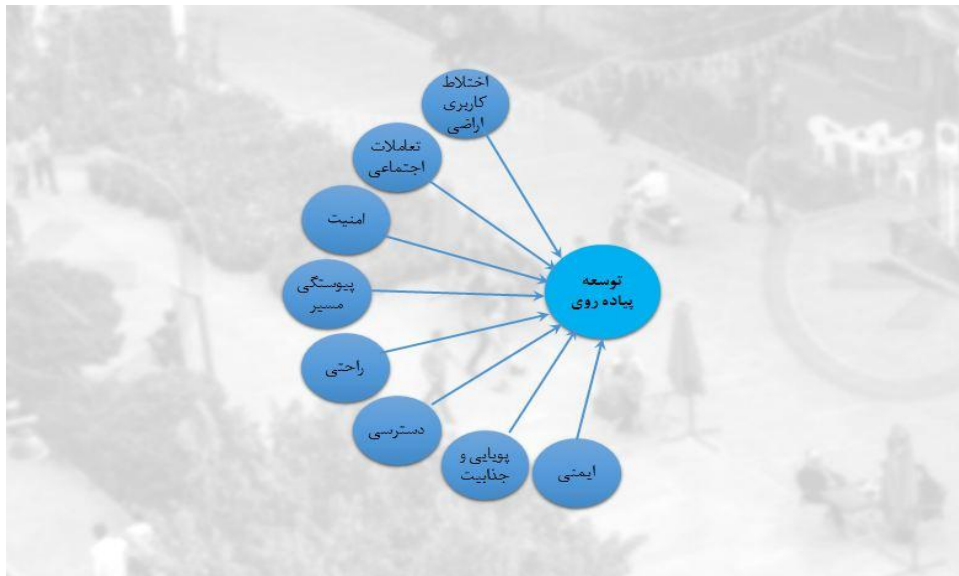 اختلاط
کاربری
اراضی
تعاملات
اجتماعی
امنیت
پیوستگی
مسیر
راحتی
دسترسی
پویایی و
جذابیت
ایمنی
توسعه
پیاده روی